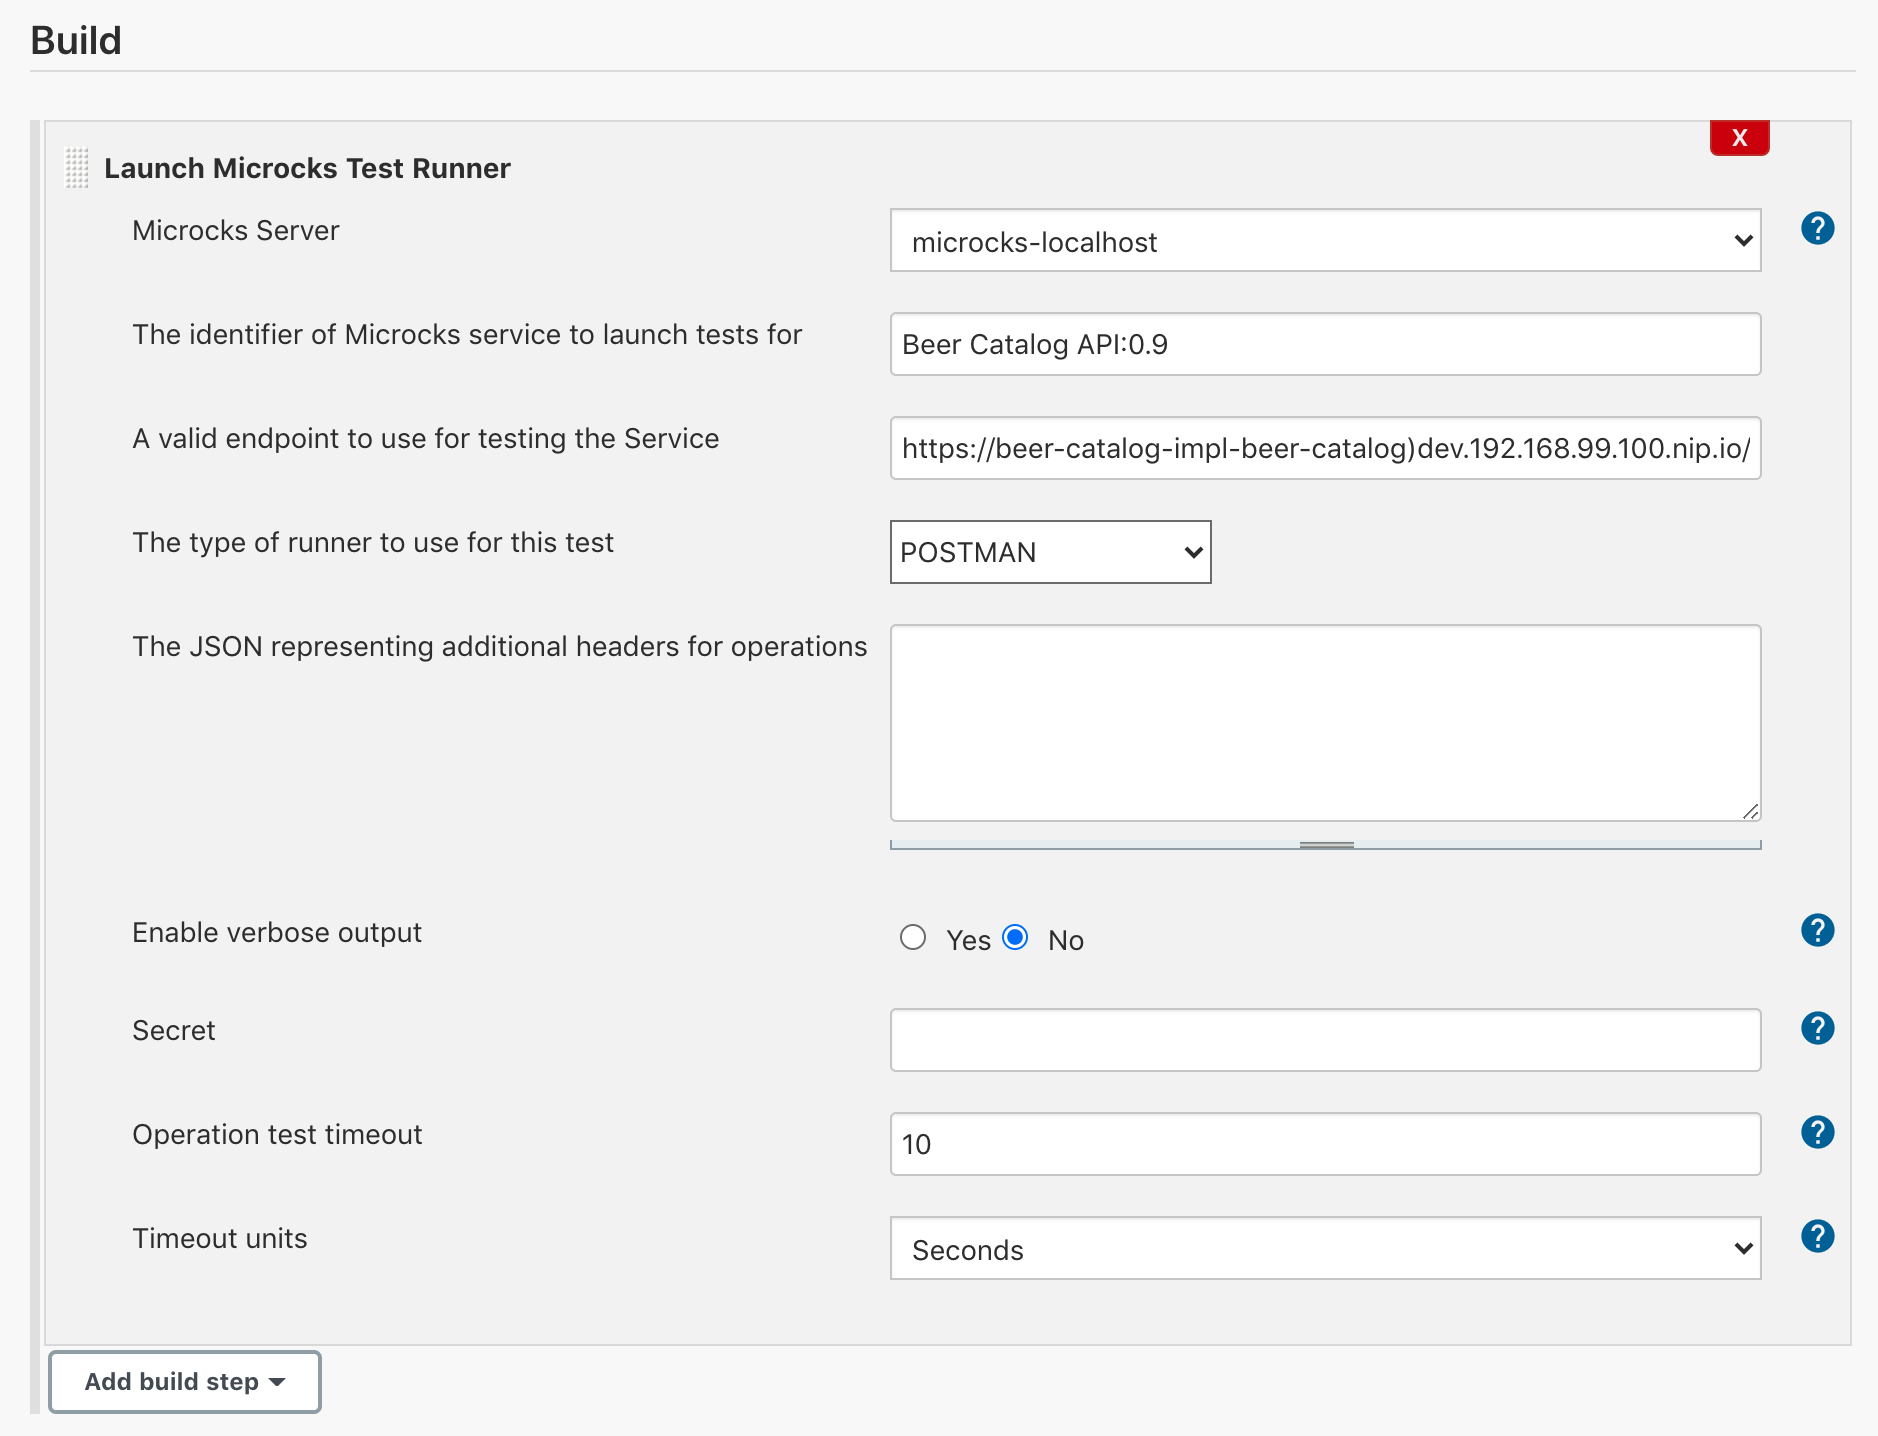 Build
X
Launch Microcks Test Runner
Microcks Server
microcks-localhost
?
The identifier of Microcks service to launch tests for
Beer Catalog API:0.9
A valid endpoint to use for testing the Service
https://beer-catalog-impl-beer-catalog)dev.192.168.99.100.nip.io/
The type of runner to use for this test
POSTMAN
The JSON representing additional headers for operations
Enable verbose output
Yes No
?
Secret
?
Operation test timeout
10
?
Timeout units
Seconds
?
Add build step